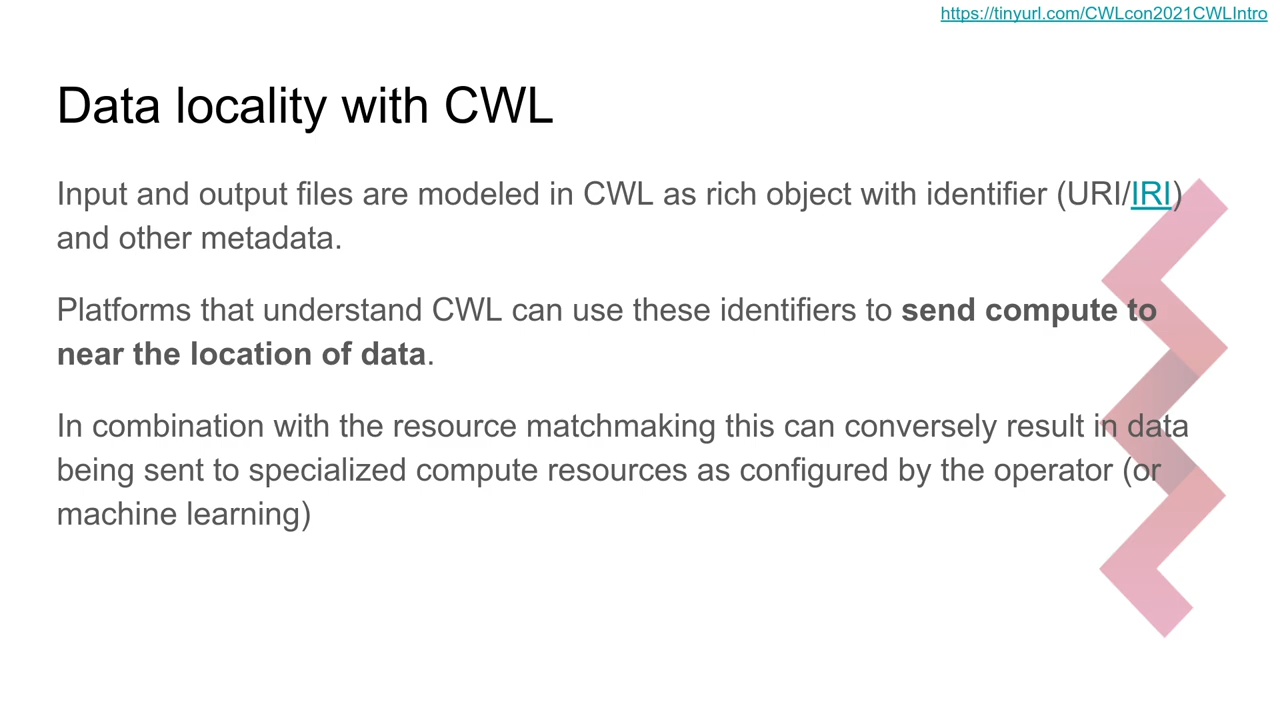 https://tinyurl.com/CWLcon2021CWLIntro
Data locality with CWL
Input and output files are modeled in CWL as rich object with identifier (URI/IRI)
and other metadata.
Platforms that understand CWL can use these identifiers to send compute to
near the location of data.
In combination with the resource matchmaking this can conversely result in data
being sent to specialized compute resources as configured by the operator (or
machine learning)